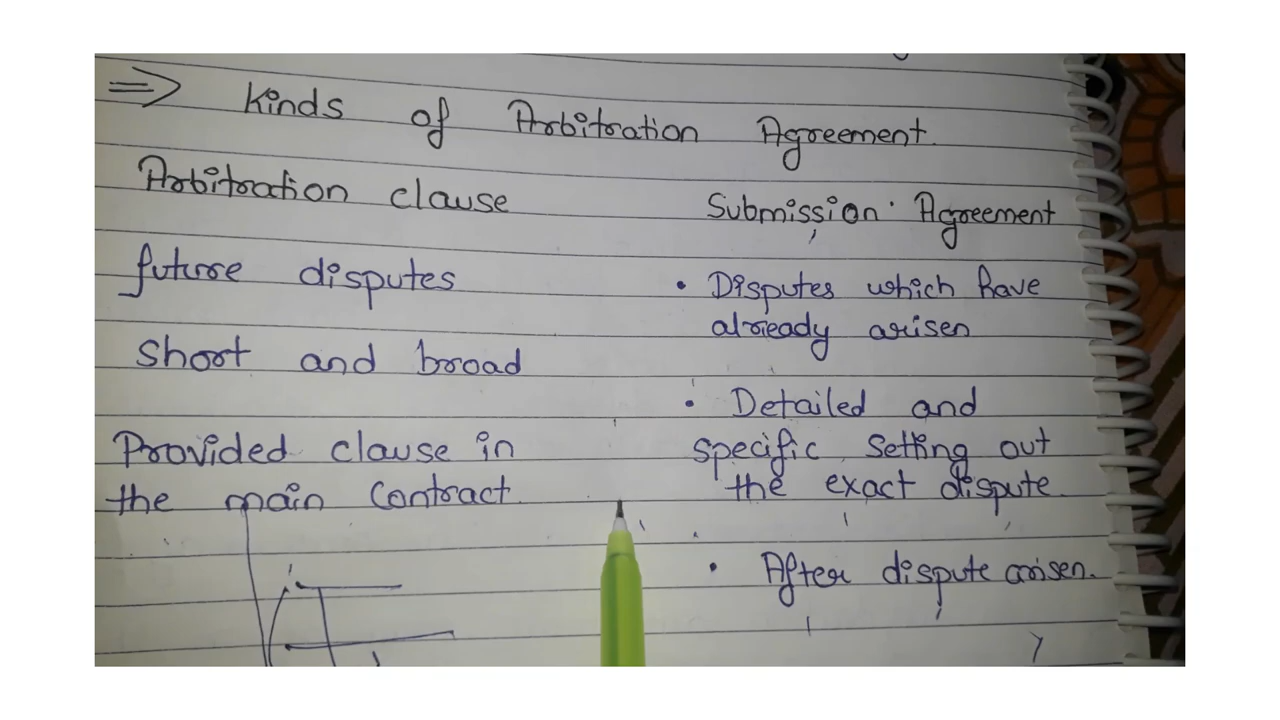 ⇒ Kinds of Arbitration Agreement.
Arbitration clause
Submission Agreement
future disputes
• Disputes which have
already arisen
Short and broad
• Detailed and
Provided clause in
specific Setting out
the main Contract.
the exact dispute.
• After dispute arisen.